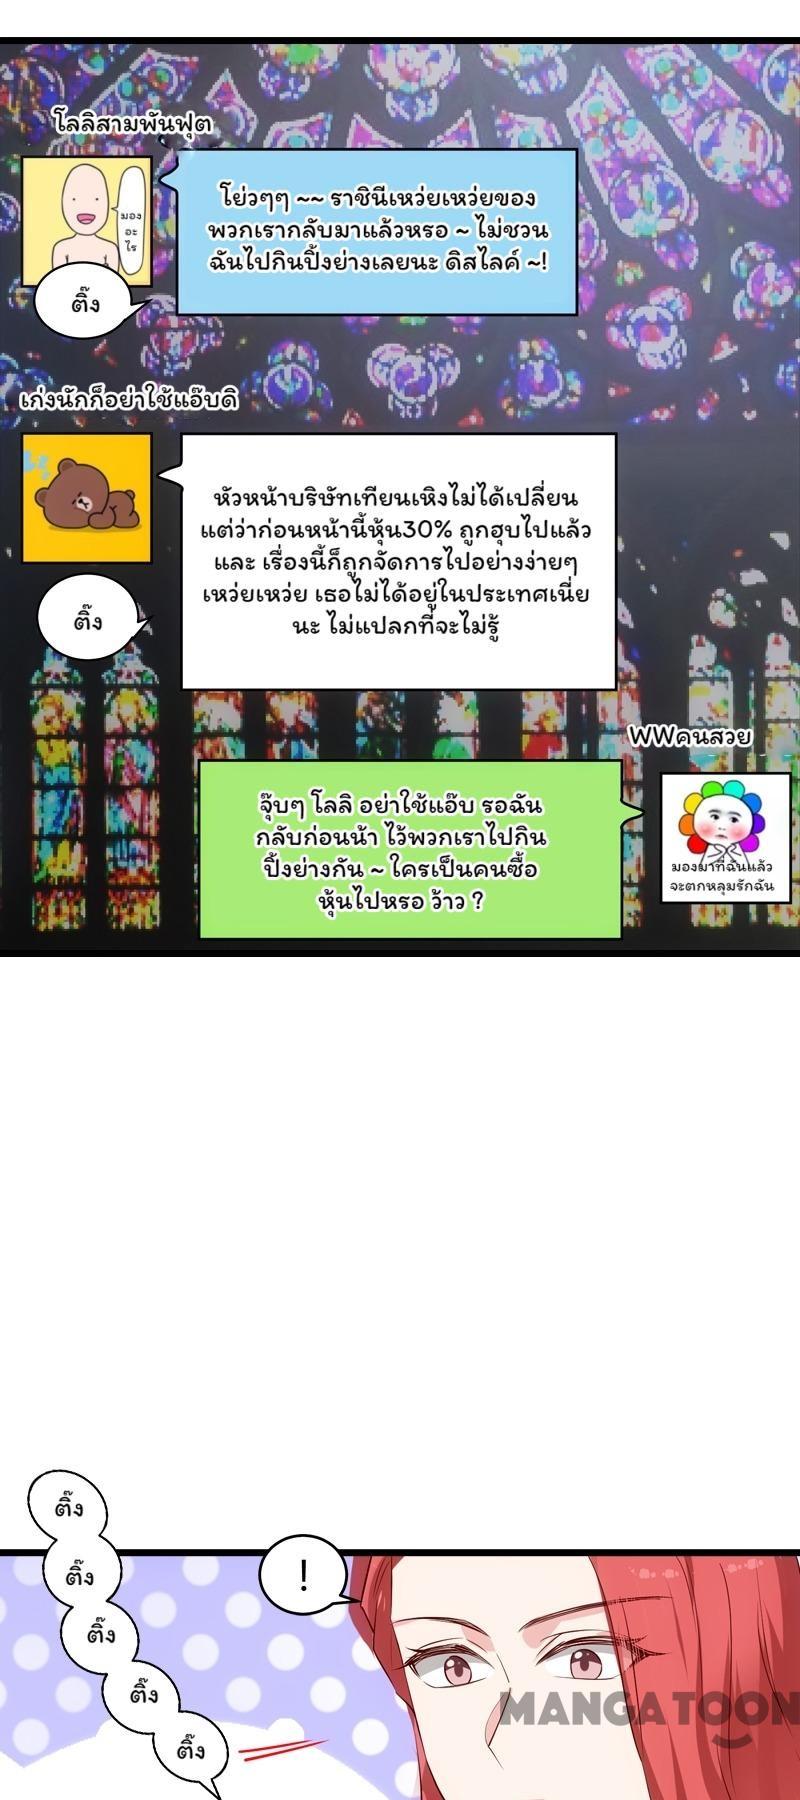 โลลิสามพันฟุต
มอง
อะ
ไร
โย่วๆๆ ~~ ราชินีเหว่ยเหว่ยของ
พวกเรากลับมาแล้วหรอ ~ ไม่ชวน
ฉันไปกินปิ้งย่างเลยนะ ดิสไลค์ ~!
ติ๊ง
เก่งนักก็อย่าใช้แอ๊บดิ
หัวหน้าบริษัทเทียนเหิงไม่ได้เปลี่ยน
แต่ว่าก่อนหน้านี้หุ้น30% ถูกฮุบไปแล้ว
และ เรื่องนี้ก็ถูกจัดการไปอย่างง่ายๆ
เหว่ยเหว่ย เธอไม่ได้อยู่ในประเทศเนี่ย
นะ ไม่แปลกที่จะไม่รู้
ติ๊ง
WWคนสวย
จุ๊บๆ โลลิ อย่าใช้แอ๊บ รอฉัน
กลับก่อนน้า ไว้พวกเราไปกิน
ปิ้งย่างกัน ~ ใครเป็นคนซื้อ
หุ้นไปหรอ ว้าว ?
มองมาที่ฉันแล้ว
จะตกหลุมรักฉัน
ติ๊ง
ติ๊ง
ติ๊ง
ติ๊ง
ติ๊ง
!
MANGATOON